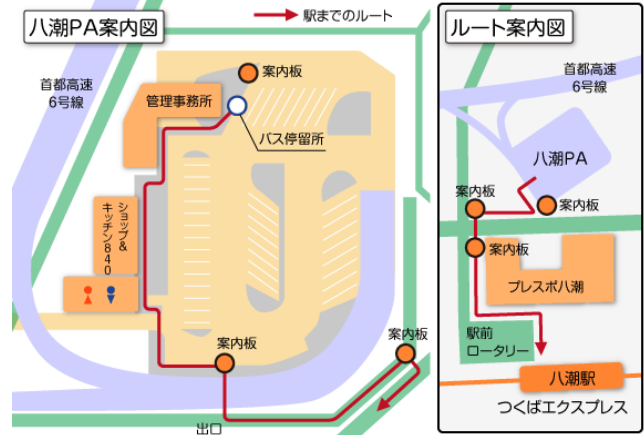 八潮PA案内図
駅までのルート
首都高速
6号線
案内板
管理事務所
バス停留所
ショップ&
キッチン840
案内板
案内板
出口
ルート案内図
首都高速
6号線
八潮PA
案内板
案内板
案内板
プレスポ八潮
駅前
ロータリー
八潮駅
つくばエクスプレス